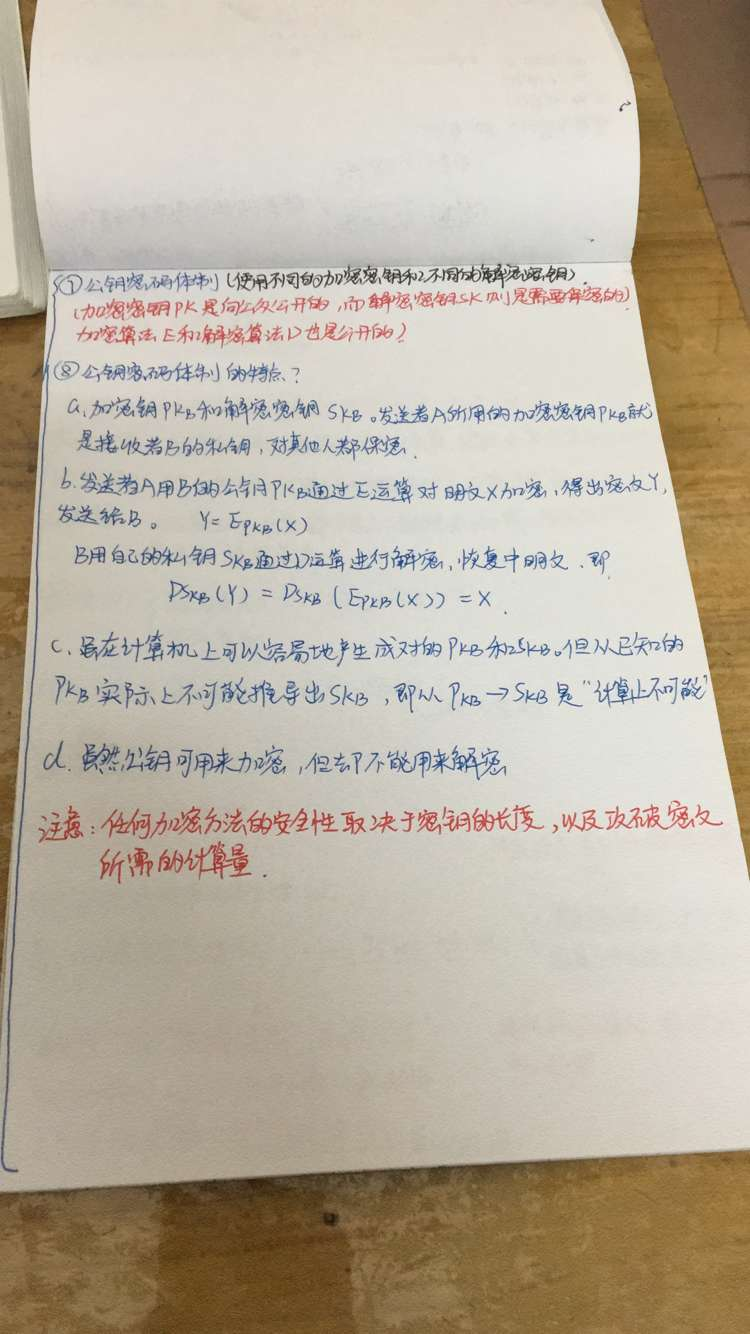 ⑦公钥密码体制(使用不同的加密密钥和不同的解密密钥)
(加密密钥PK是向公众公开的,而解密密钥SK则是需要解密的)
加密算法E和解密算法D也是公开的)
⑧公钥密码体制的特点?
a.加密钥PKB和解密密钥SKB。发送者A所用的加密密钥PKB就
是接收者B的私钥,对其他人都保密.
b.发送者A用B的公钥PKB通过E运算对明文X加密,得出密文Y,
发送给B。 Y=EPKB(X)
B用自己的私钥SKB通过D运算进行解密,恢复中明文.即
DSKB(Y)=DSKB(EPKB(X))=X.
c.虽在计算机上可以容易地产生成对的PKB和SKB。但从已知的
PKB实际上不可能推导出SKB,即从PKB→SKB是"计算上不可能"
d.虽然公钥可用来加密,但却不能用来解密
注意:任何加密方法的安全性取决于密钥的长度,以及攻破密文
所需的计算量.